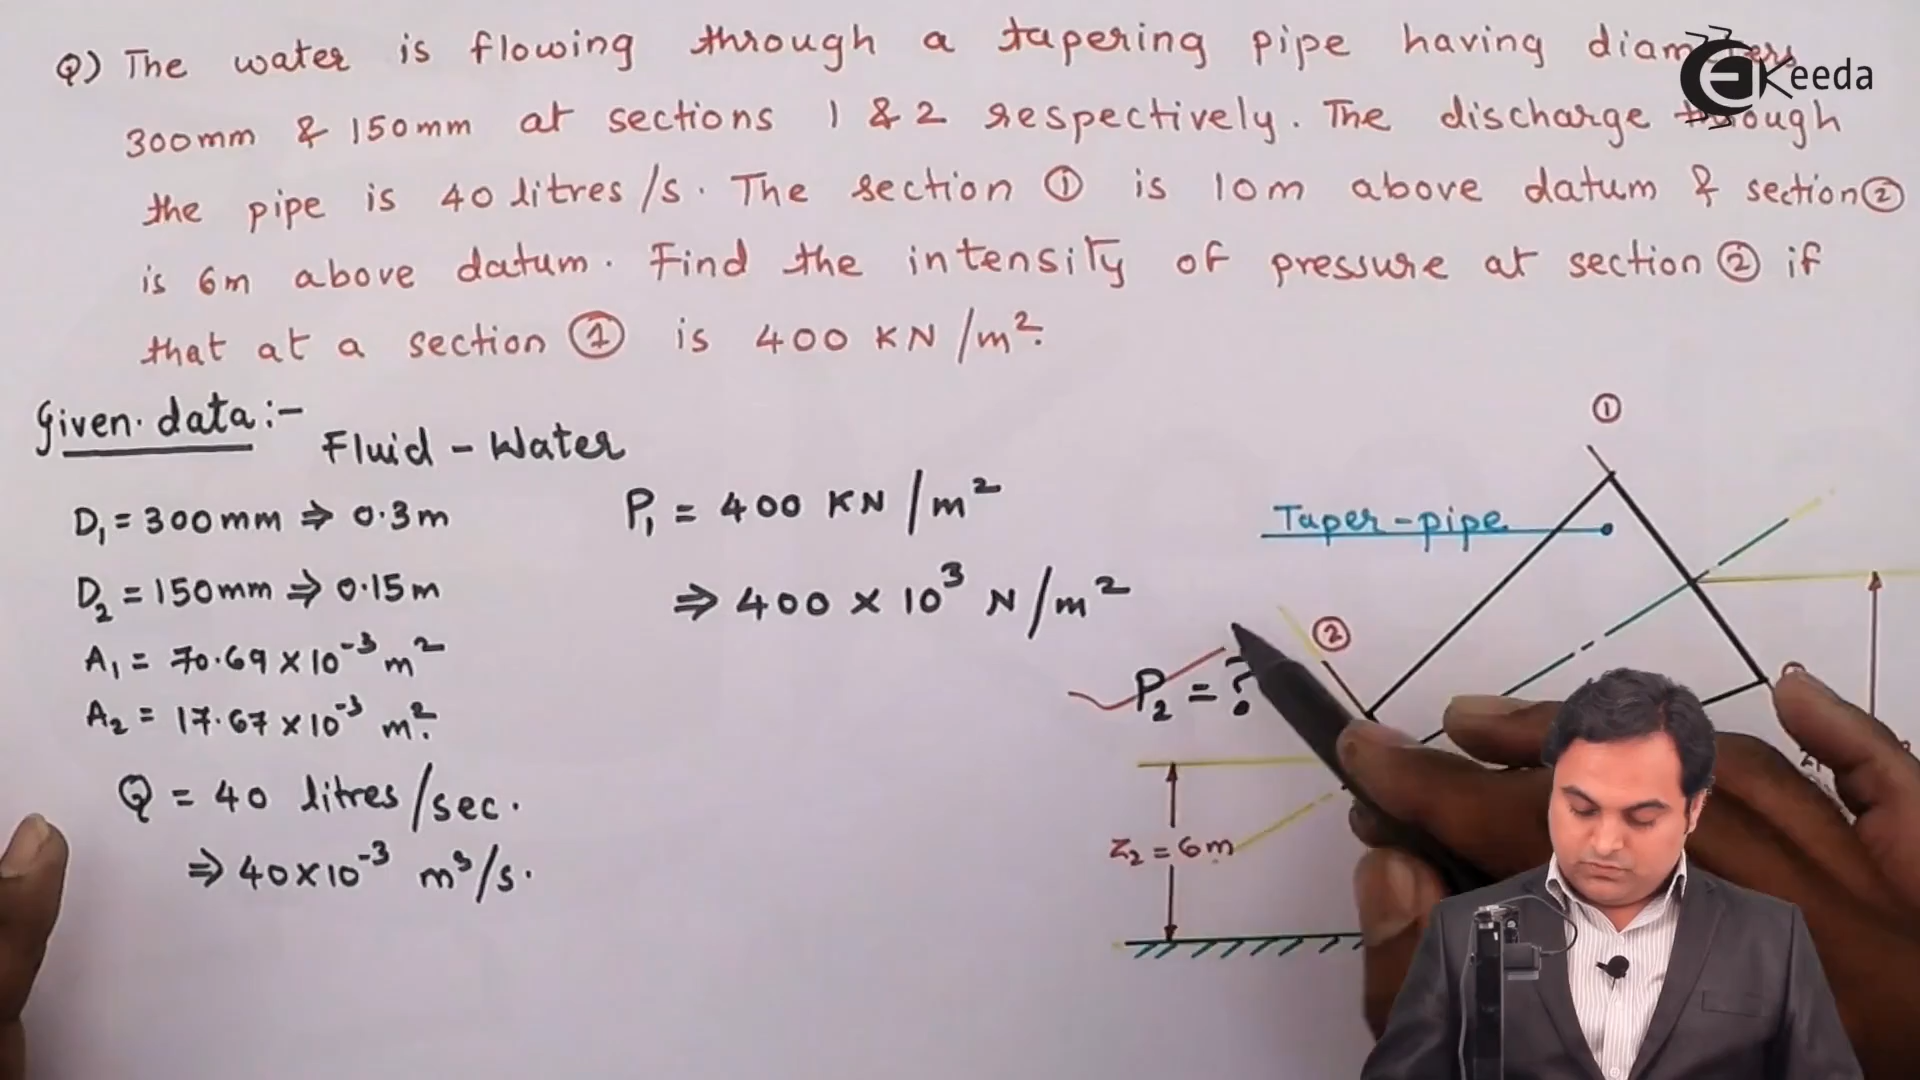 Q) The water is flowing through a tapering pipe having diameters
300mm & 150mm at sections 1 & 2 respectively. The discharge through
the pipe is 40 litres/s. The section ① is 10m above datum & section ②
is 6m above datum. Find the intensity of pressure at section ② if
that at a section ① is 400 KN/m².
Ekeeda
Given data:-
Fluid - Water
D₁ = 300mm ⇒ 0.3m
D₂ = 150mm ⇒ 0.15m
A₁ = 70.69 × 10⁻³ m²
A₂ = 17.67 × 10⁻³ m².
Q = 40 litres/sec.
⇒ 40×10⁻³ m³/s.
P₁ = 400 KN/m²
⇒ 400 × 10³ N/m²
P₂ = ?
①
Taper-pipe
②
Z₂ = 6m